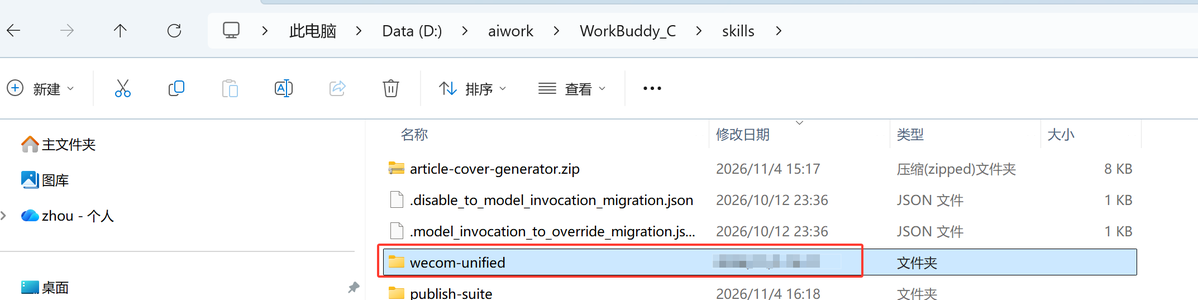 此电脑 > Data (D:) > aiwork > WorkBuddy_C > skills >
新建 排序 查看 ...
名称 修改日期 类型 大小
主文件夹
article-cover-generator.zip 2026/11/4 15:17 压缩(zipped)文件夹 8 KB
图库
.disable_to_model_invocation_migration.json 2026/10/12 23:36 JSON 文件 1 KB
zhou - 个人
.model_invocation_to_override_migration.js... 2026/10/12 23:36 JSON 文件 1 KB
wecom-unified 文件夹
桌面
publish-suite 2026/11/4 16:18 文件夹